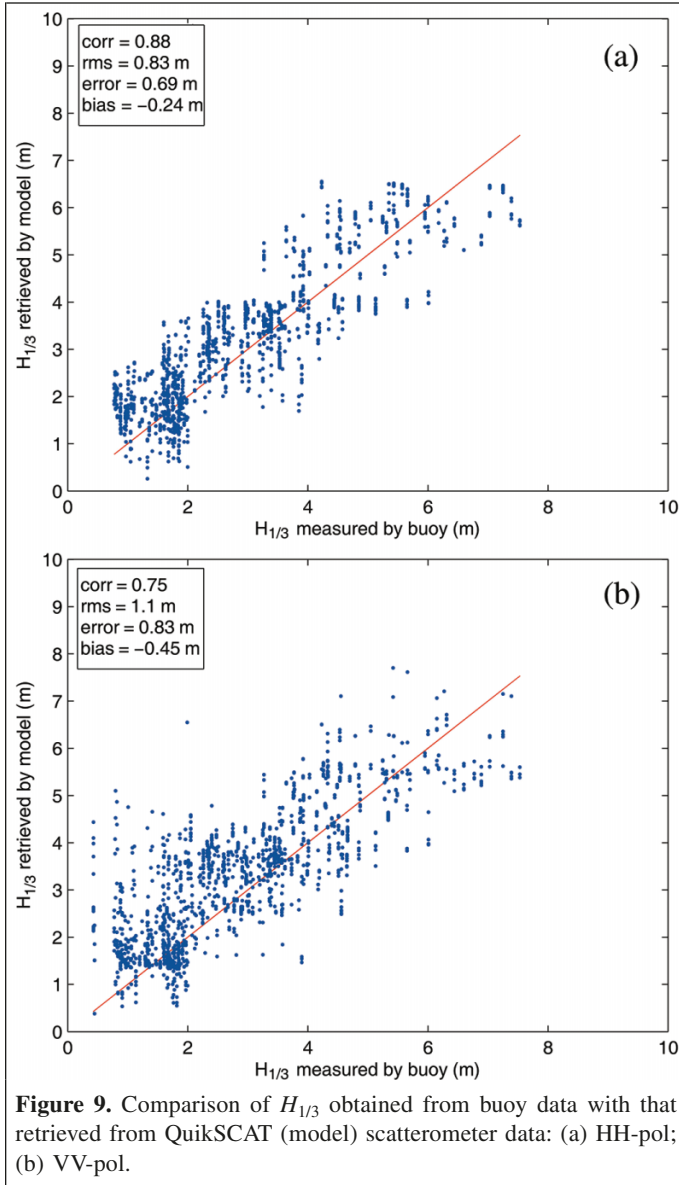 10
9
8
7
6
5
4
3
2
1
0
H1/3 retrieved by model (m)
corr = 0.88
rms = 0.83 m
error = 0.69 m
bias = −0.24 m
(a)
0 2 4 6 8 10
H1/3 measured by buoy (m)
10
9
8
7
6
5
4
3
2
1
0
H1/3 retrieved by model (m)
corr = 0.75
rms = 1.1 m
error = 0.83 m
bias = −0.45 m
(b)
0 2 4 6 8 10
H1/3 measured by buoy (m)
Figure 9. Comparison of H1/3 obtained from buoy data with that
retrieved from QuikSCAT (model) scatterometer data: (a) HH-pol;
(b) VV-pol.